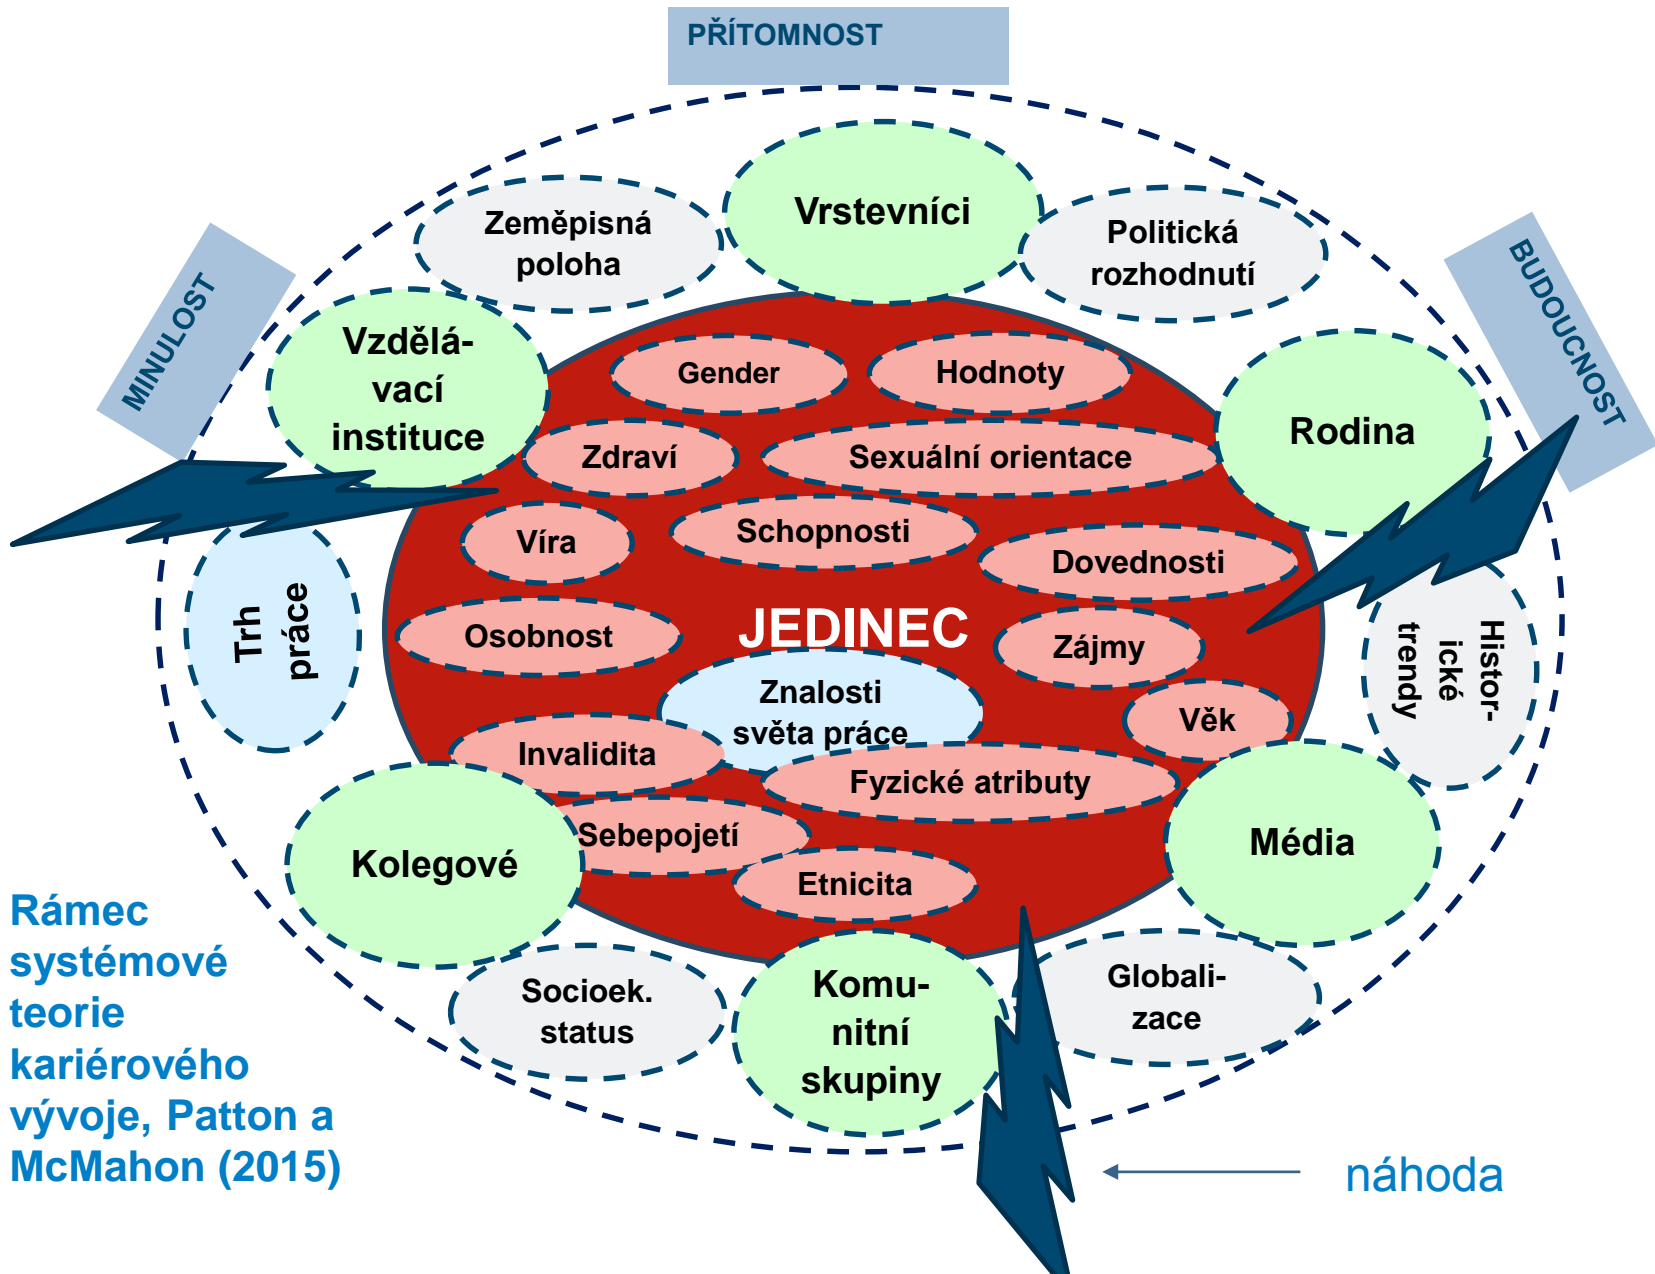 PŘÍTOMNOST
MINULOST
BUDOUCNOST
Vrstevníci
Zeměpisná
poloha
Politická
rozhodnutí
Vzdělá-
vací
instituce
Rodina
Gender
Hodnoty
Zdraví
Sexuální orientace
Víra
Schopnosti
Dovednosti
Trh
práce
Osobnost
JEDINEC
Zájmy
Histor-
ické
trendy
Znalosti
světa práce
Věk
Invalidita
Fyzické atributy
Sebepojetí
Etnicita
Kolegové
Média
Socioek.
status
Komu-
nitní
skupiny
Globali-
zace
Rámec
systémové
teorie
kariérového
vývoje, Patton a
McMahon (2015)
náhoda